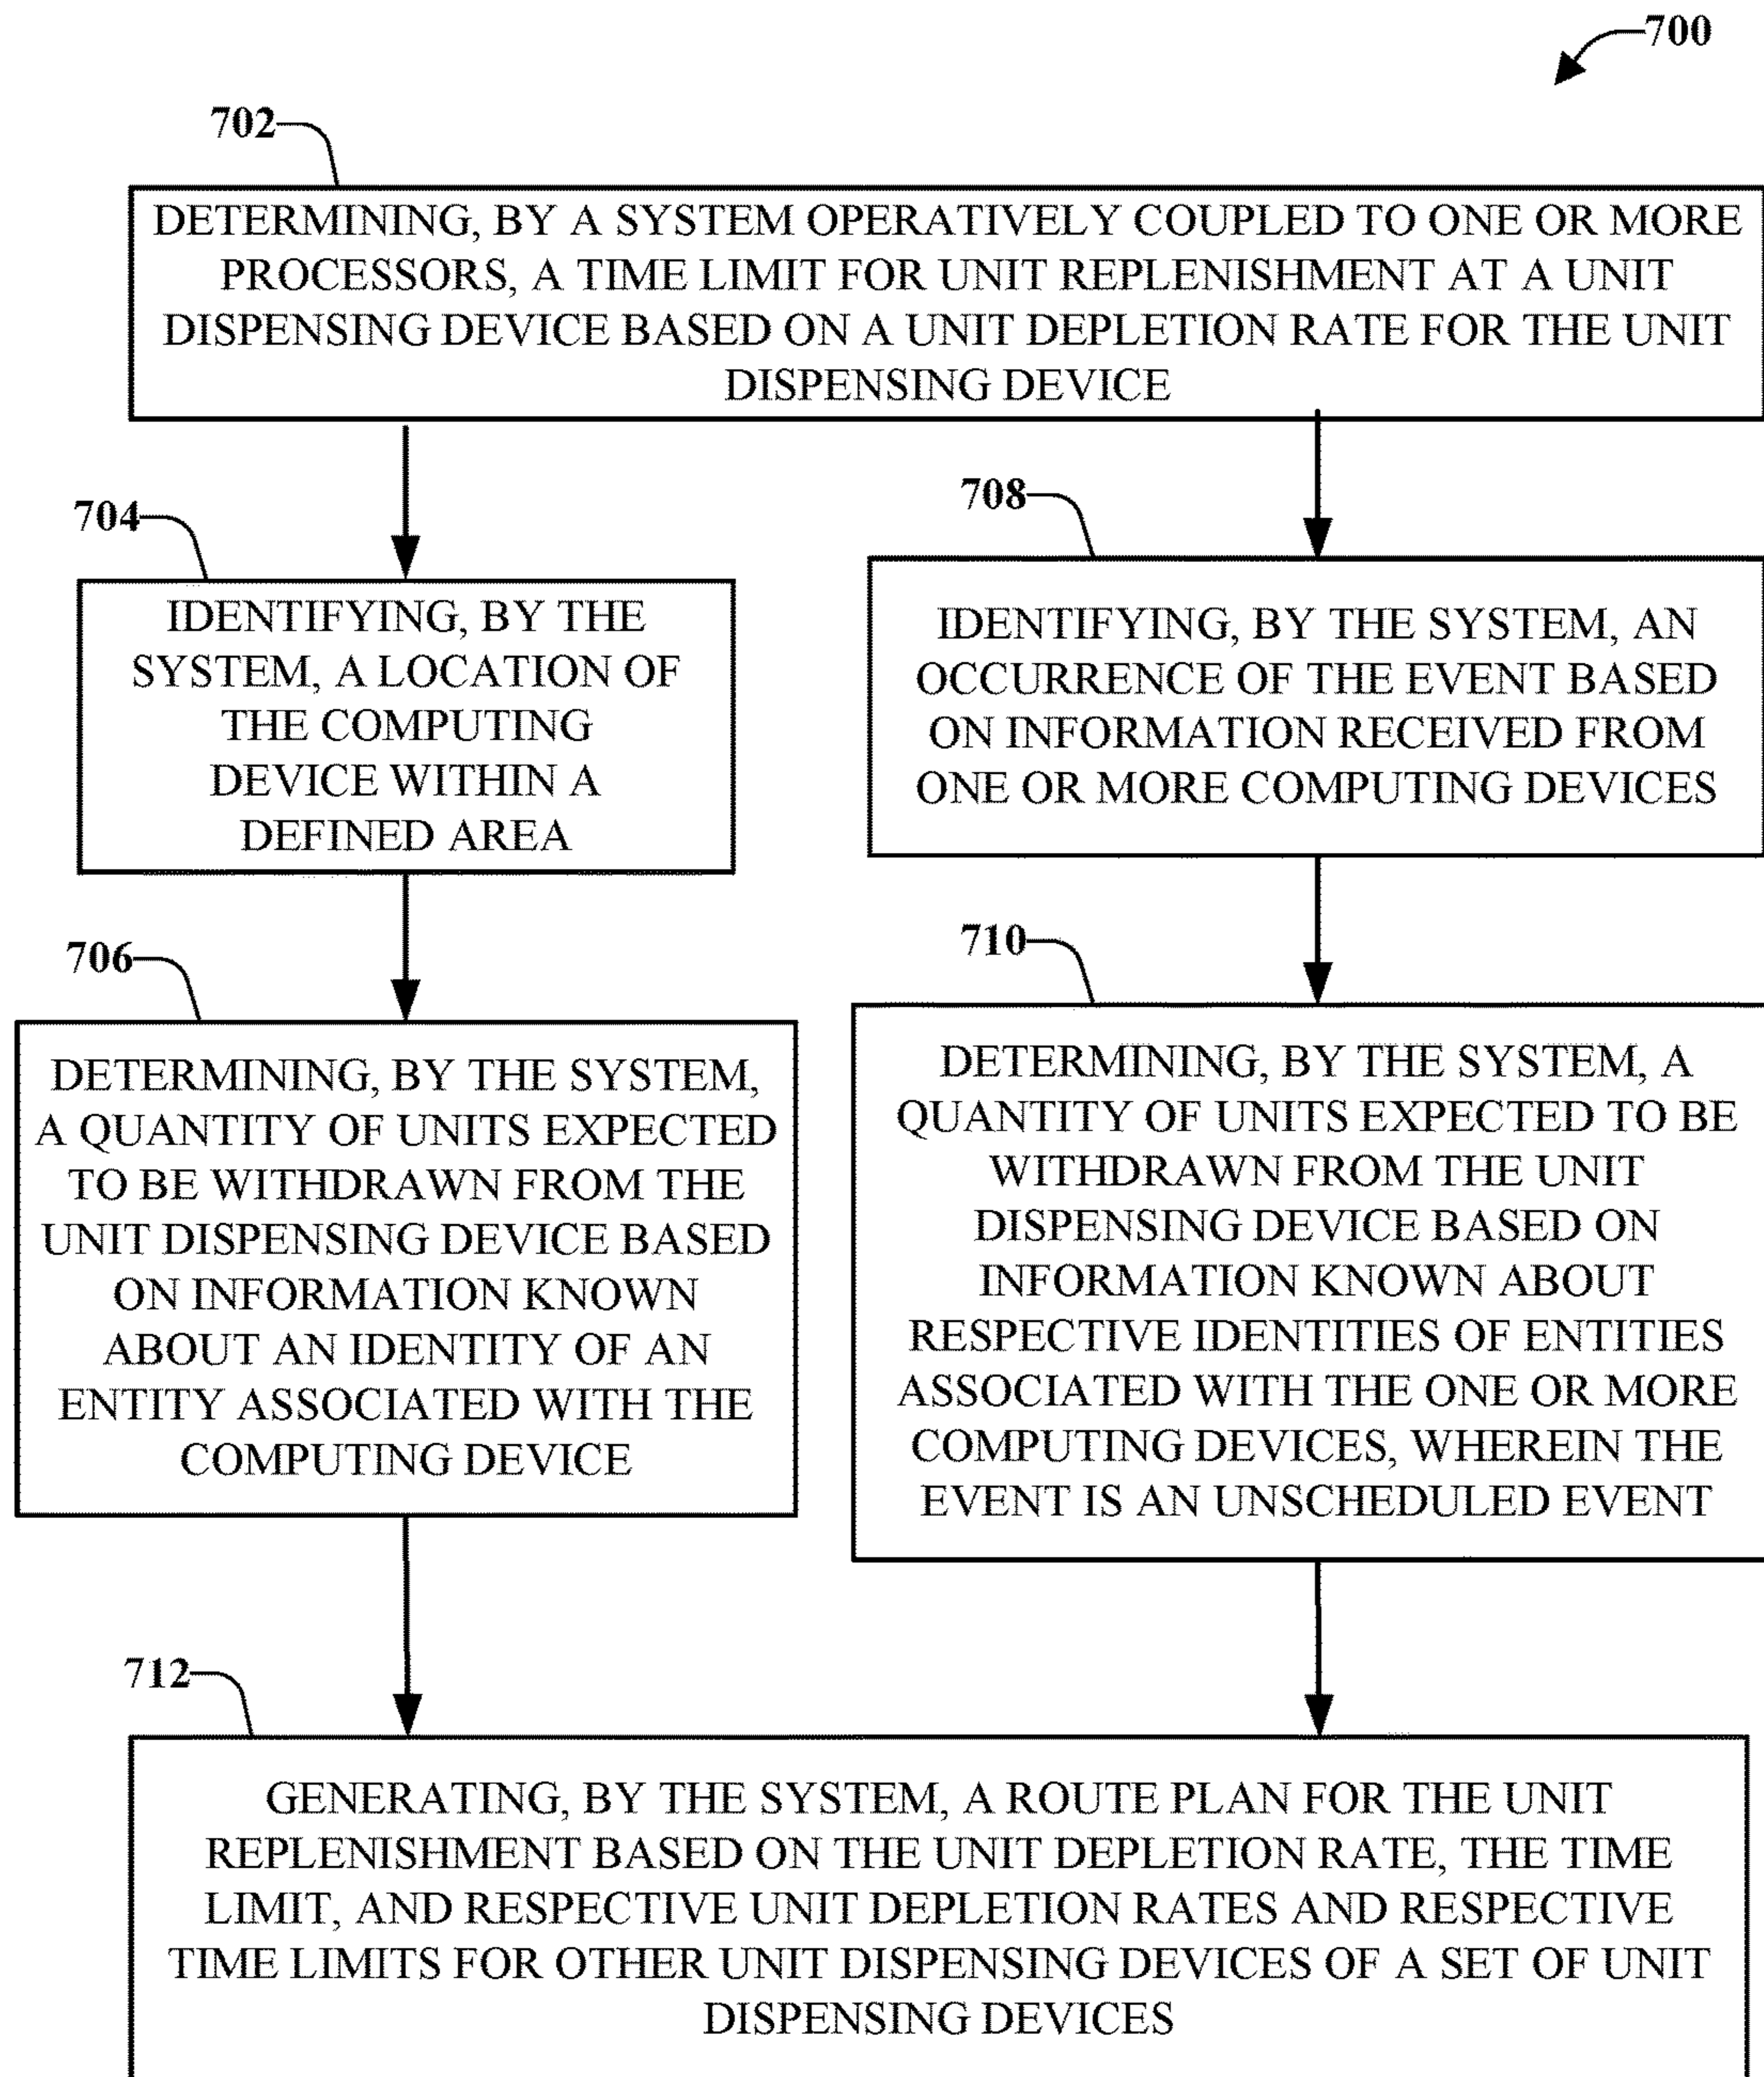 700
702
DETERMINING, BY A SYSTEM OPERATIVELY COUPLED TO ONE OR MORE
PROCESSORS, A TIME LIMIT FOR UNIT REPLENISHMENT AT A UNIT
DISPENSING DEVICE BASED ON A UNIT DEPLETION RATE FOR THE UNIT
DISPENSING DEVICE
704
IDENTIFYING, BY THE
SYSTEM, A LOCATION OF
THE COMPUTING
DEVICE WITHIN A
DEFINED AREA
706
DETERMINING, BY THE SYSTEM,
A QUANTITY OF UNITS EXPECTED
TO BE WITHDRAWN FROM THE
UNIT DISPENSING DEVICE BASED
ON INFORMATION KNOWN
ABOUT AN IDENTITY OF AN
ENTITY ASSOCIATED WITH THE
COMPUTING DEVICE
708
IDENTIFYING, BY THE SYSTEM, AN
OCCURRENCE OF THE EVENT BASED
ON INFORMATION RECEIVED FROM
ONE OR MORE COMPUTING DEVICES
710
DETERMINING, BY THE SYSTEM, A
QUANTITY OF UNITS EXPECTED TO BE
WITHDRAWN FROM THE UNIT
DISPENSING DEVICE BASED ON
INFORMATION KNOWN ABOUT
RESPECTIVE IDENTITIES OF ENTITIES
ASSOCIATED WITH THE ONE OR MORE
COMPUTING DEVICES, WHEREIN THE
EVENT IS AN UNSCHEDULED EVENT
712
GENERATING, BY THE SYSTEM, A ROUTE PLAN FOR THE UNIT
REPLENISHMENT BASED ON THE UNIT DEPLETION RATE, THE TIME
LIMIT, AND RESPECTIVE UNIT DEPLETION RATES AND RESPECTIVE
TIME LIMITS FOR OTHER UNIT DISPENSING DEVICES OF A SET OF UNIT
DISPENSING DEVICES